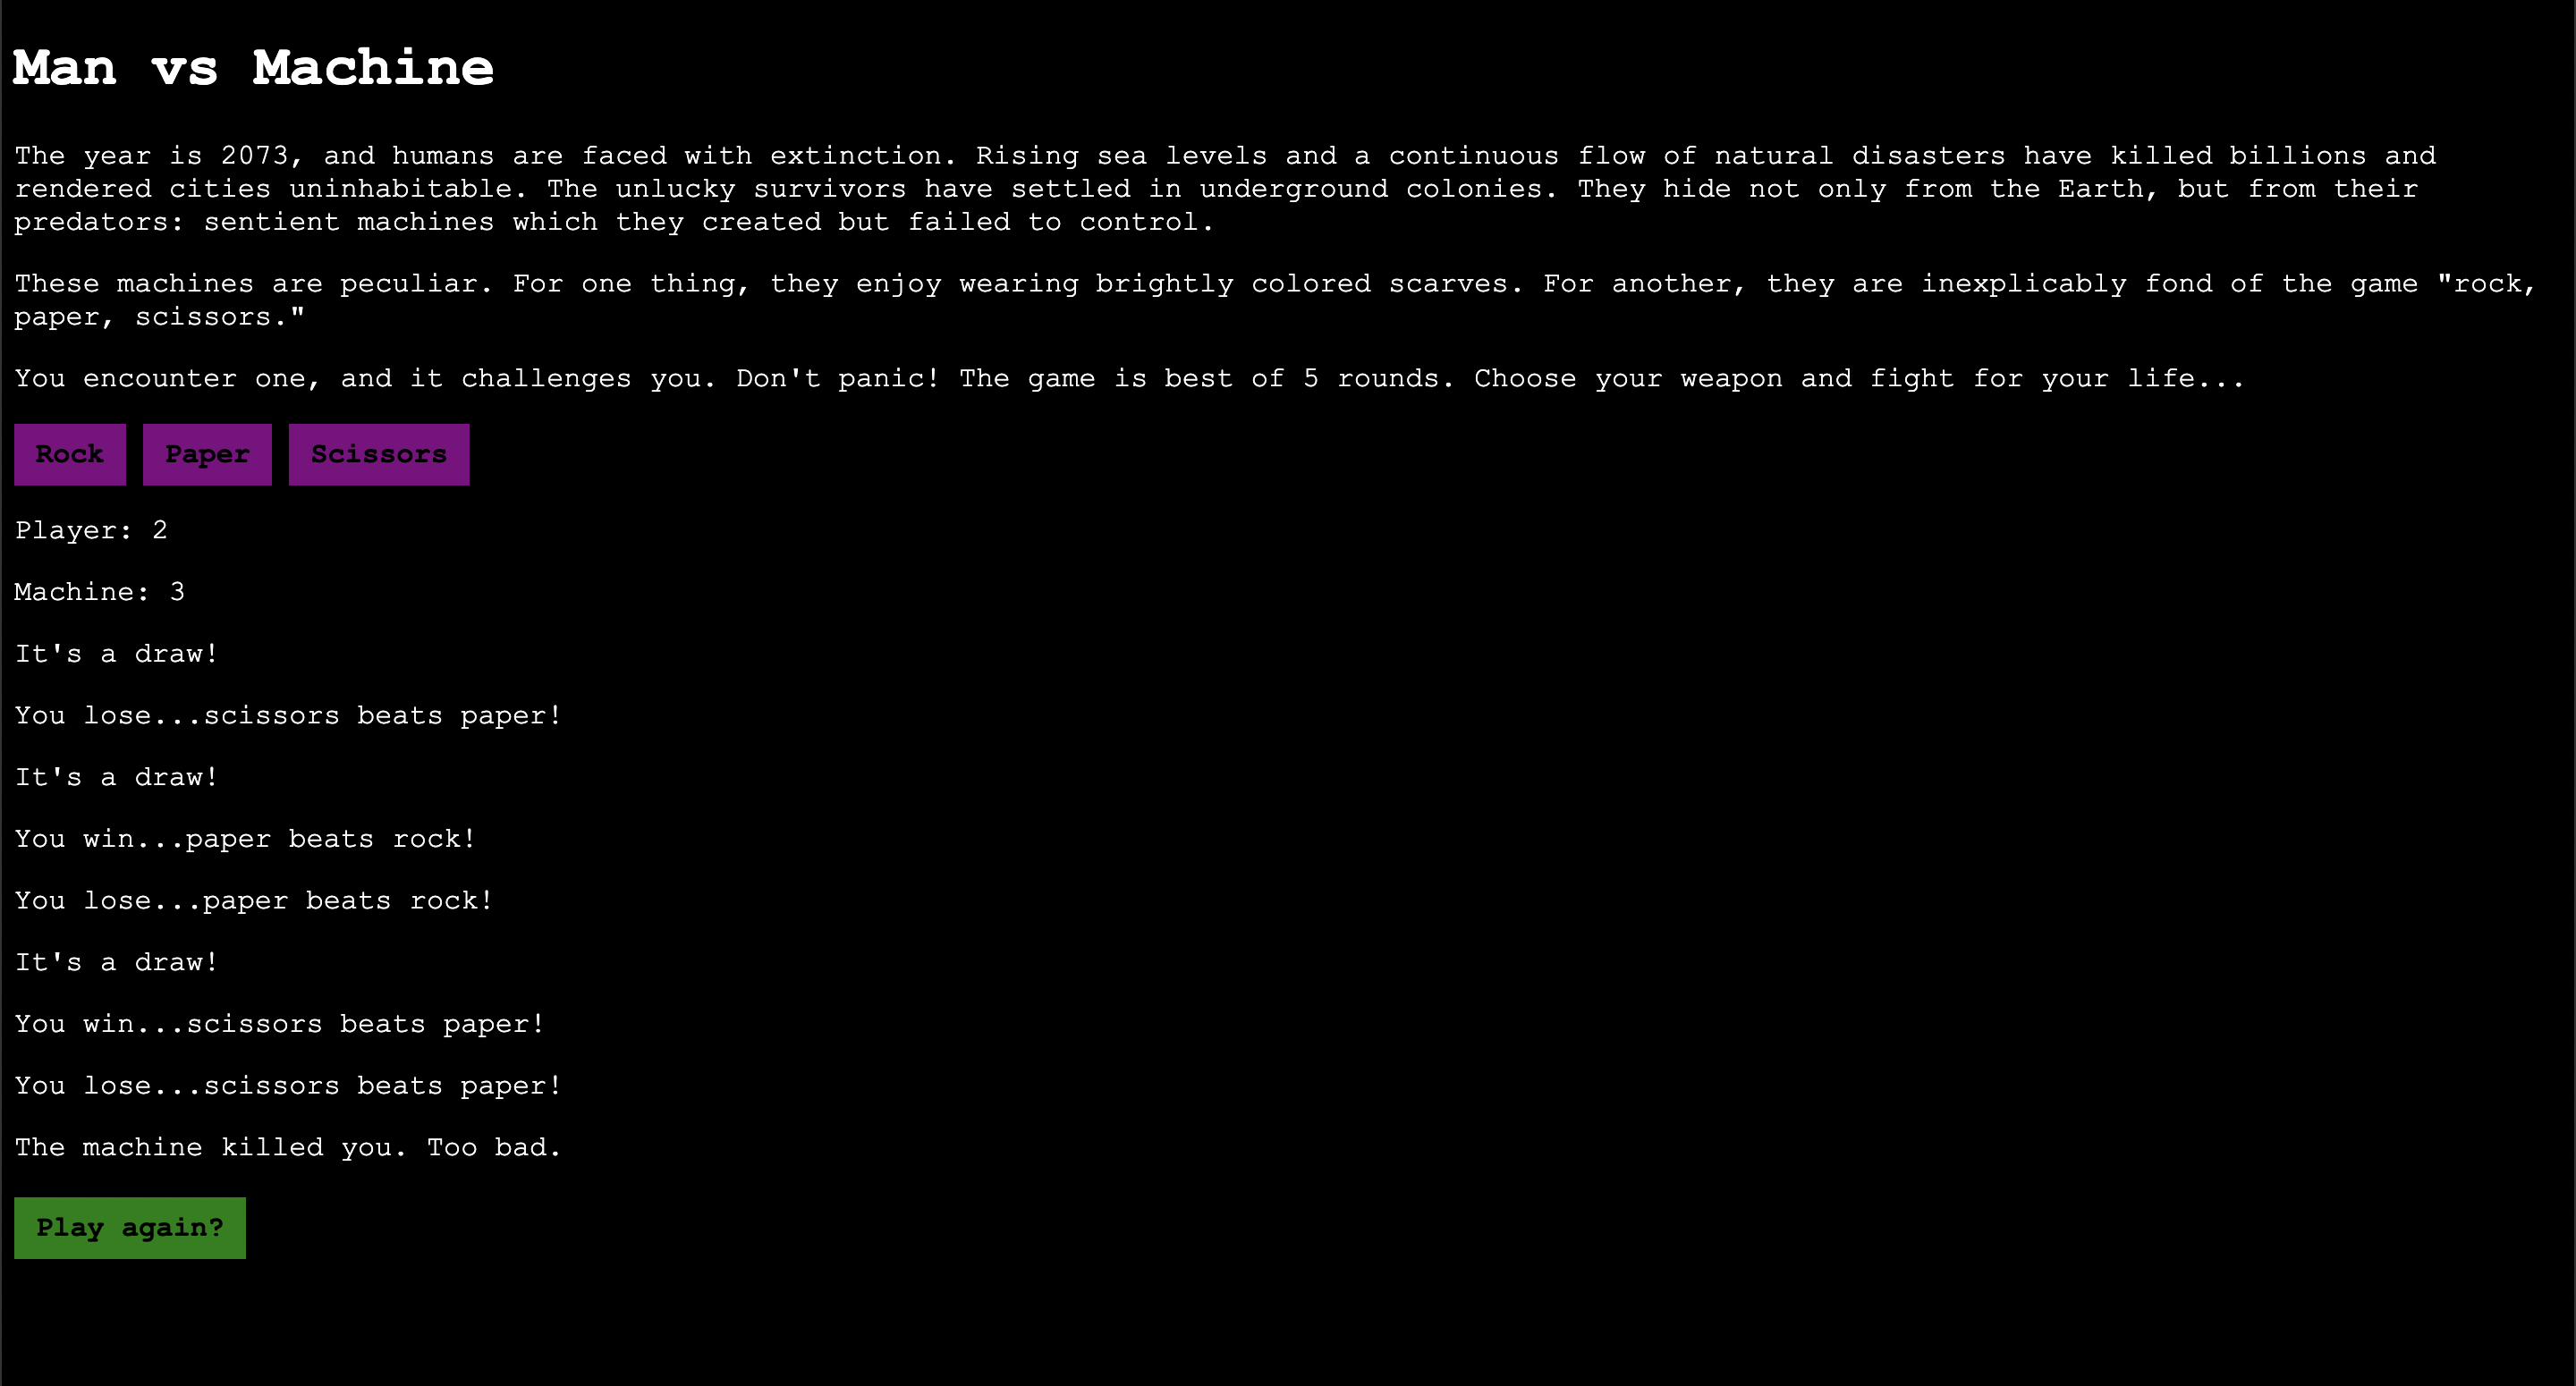 Man vs Machine
The year is 2073, and humans are faced with extinction. Rising sea levels and a continuous flow of natural disasters have killed billions and
rendered cities uninhabitable. The unlucky survivors have settled in underground colonies. They hide not only from the Earth, but from their
predators: sentient machines which they created but failed to control.
These machines are peculiar. For one thing, they enjoy wearing brightly colored scarves. For another, they are inexplicably fond of the game "rock,
paper, scissors."
You encounter one, and it challenges you. Don't panic! The game is best of 5 rounds. Choose your weapon and fight for your life...
Rock Paper Scissors
Player: 2
Machine: 3
It's a draw!
You lose...scissors beats paper!
It's a draw!
You win...paper beats rock!
You lose...paper beats rock!
It's a draw!
You win...scissors beats paper!
You lose...scissors beats paper!
The machine killed you. Too bad.
Play again?